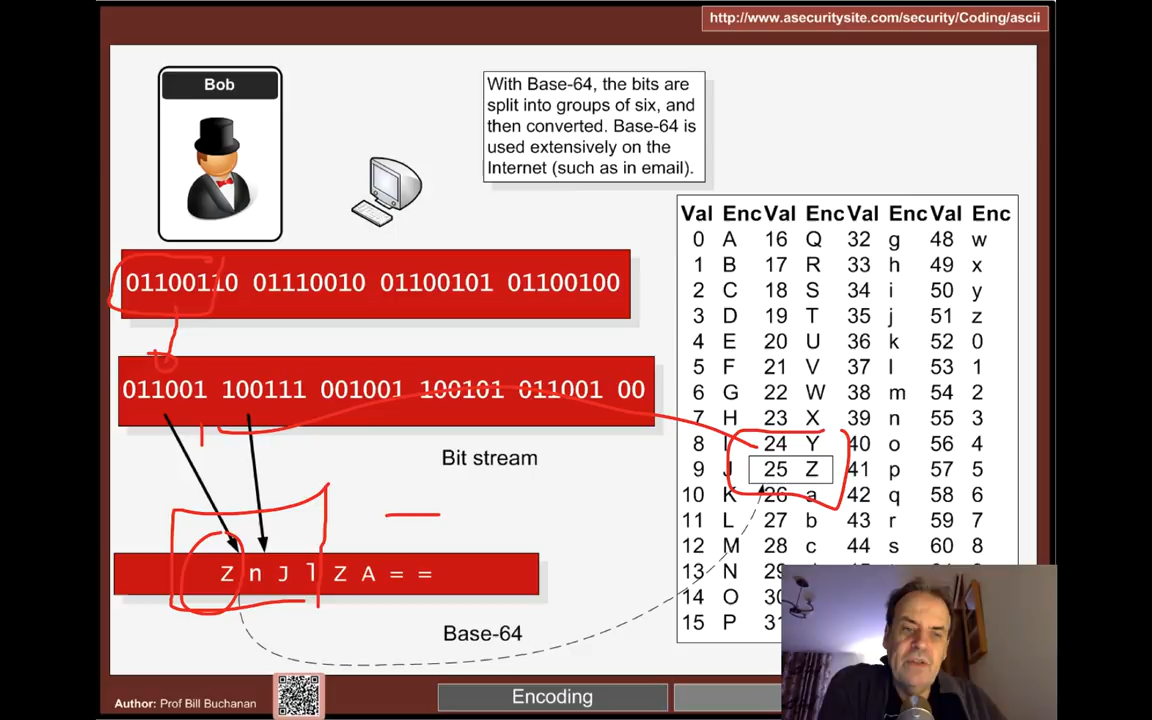 http://www.asecuritysite.com/security/Coding/ascii
Bob
With Base-64, the bits are
split into groups of six, and
then converted. Base-64 is
used extensively on the
Internet (such as in email).
01100110 01110010 01100101 01100100
011001 100111 001001 100101 011001 00
Bit stream
Z n J l Z A = =
Base-64
Val Enc Val Enc Val Enc Val Enc
0 A 16 Q 32 g 48 w
1 B 17 R 33 h 49 x
2 C 18 S 34 i 50 y
3 D 19 T 35 j 51 z
4 E 20 U 36 k 52 0
5 F 21 V 37 l 53 1
6 G 22 W 38 m 54 2
7 H 23 X 39 n 55 3
8 I 24 Y 40 o 56 4
9 J 25 Z 41 p 57 5
10 K 26 a 42 q 58 6
11 L 27 b 43 r 59 7
12 M 28 c 44 s 60 8
13 N 29
14 O 30
15 P 31
Author: Prof Bill Buchanan
Encoding